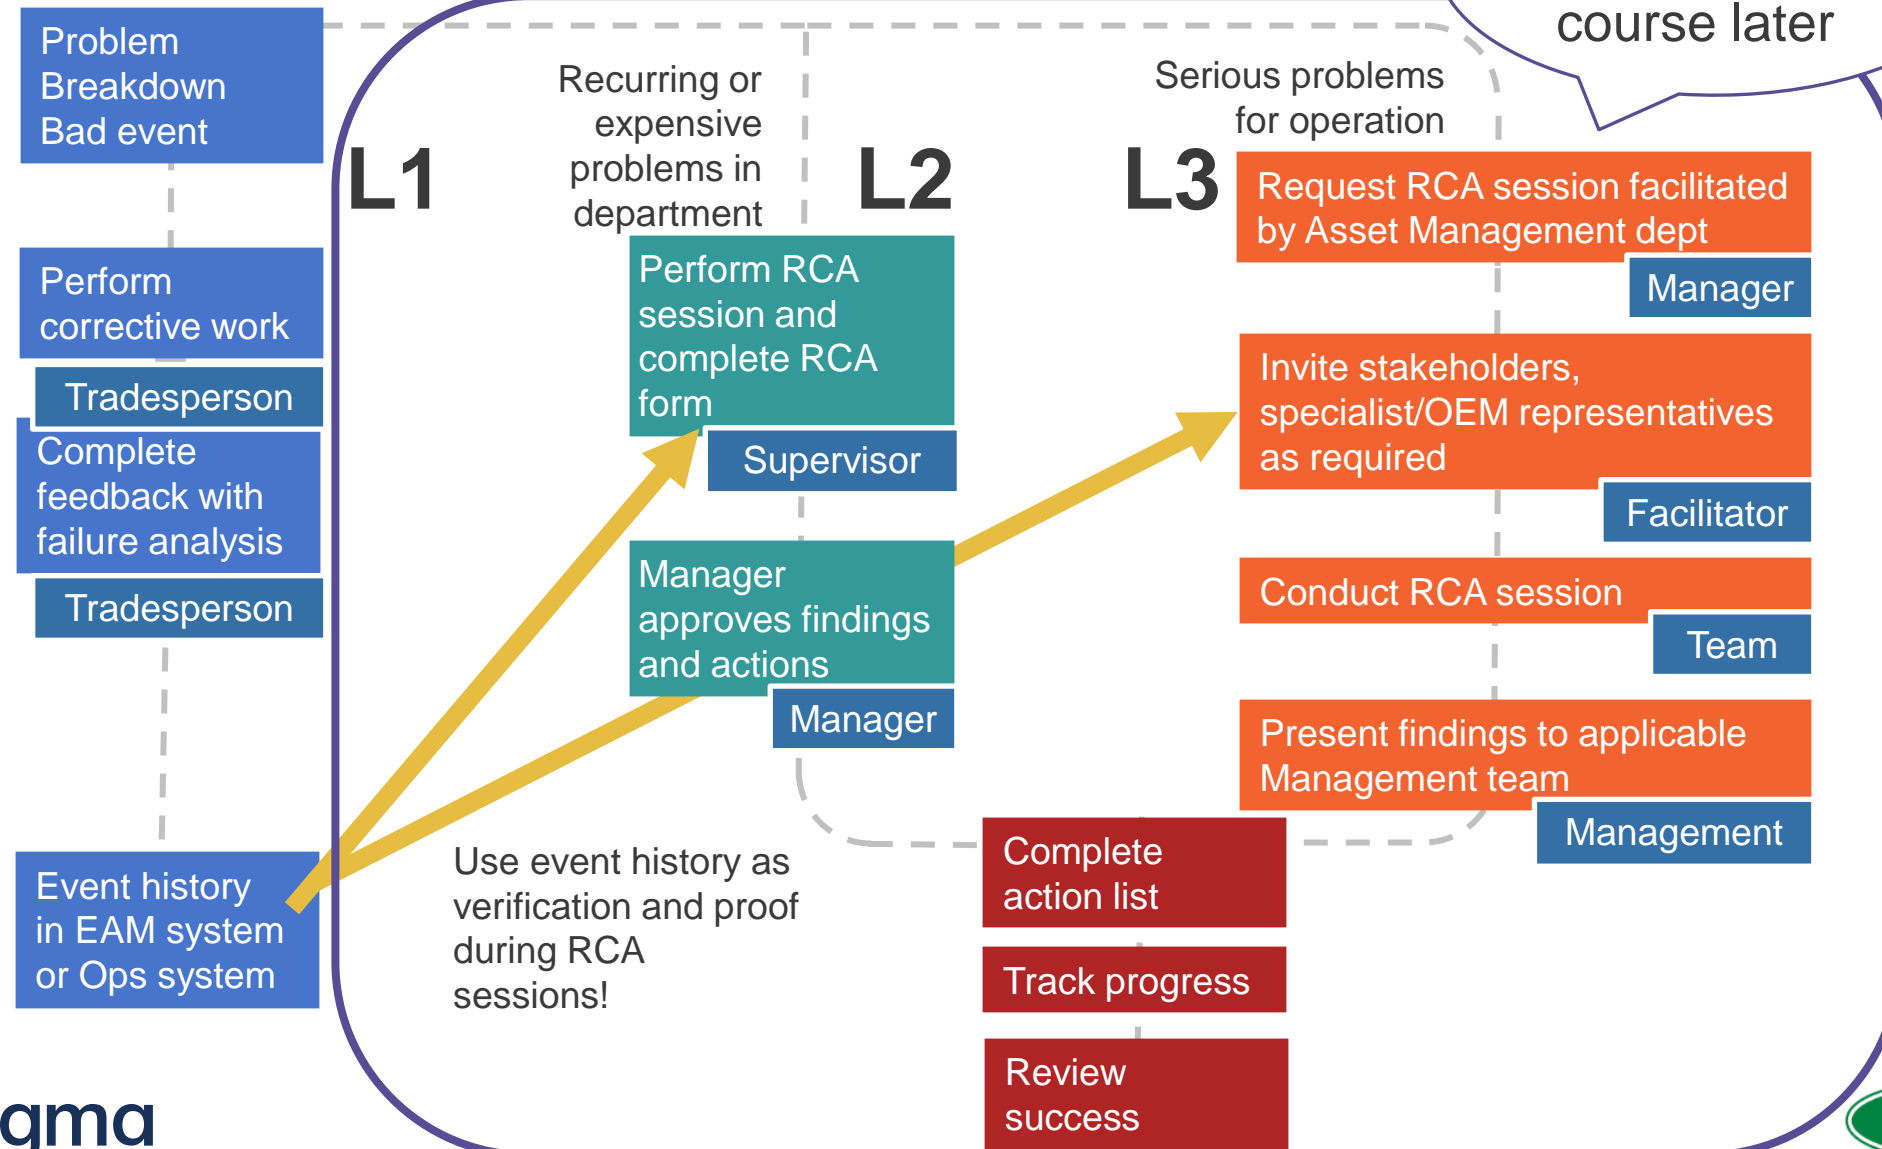 course later
Problem
Breakdown
Bad event
Perform
corrective work
Tradesperson
Complete
feedback with
failure analysis
Tradesperson
Event history
in EAM system
or Ops system
L1
Recurring or
expensive
problems in
department
L2
Perform RCA
session and
complete RCA
form
Supervisor
Manager
approves findings
and actions
Manager
Use event history as
verification and proof
during RCA
sessions!
Serious problems
for operation
L3
Request RCA session facilitated
by Asset Management dept
Manager
Invite stakeholders,
specialist/OEM representatives
as required
Facilitator
Conduct RCA session
Team
Present findings to applicable
Management team
Management
Complete
action list
Track progress
Review
success